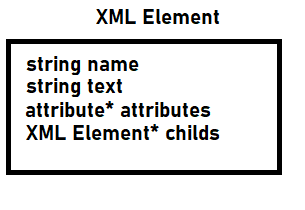 XML Element
string name
string text
attribute* attributes
XML Element* childs